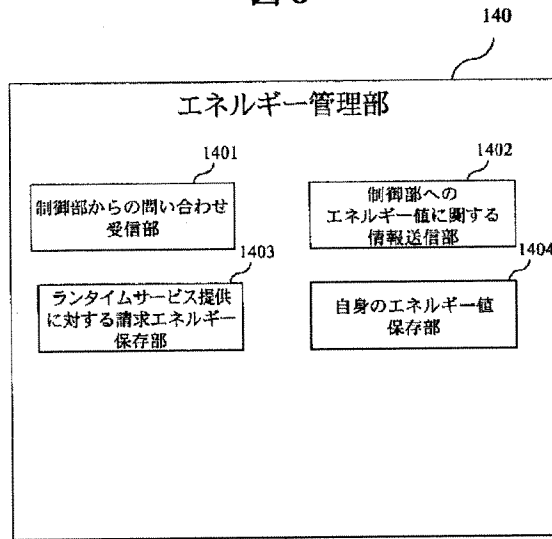 140
エネルギー管理部
1401
制御部からの問い合わせ
受信部
1402
制御部への
エネルギー値に関する
情報送信部
1403
ランタイムサービス提供
に対する請求エネルギー
保存部
1404
自身のエネルギー値
保存部